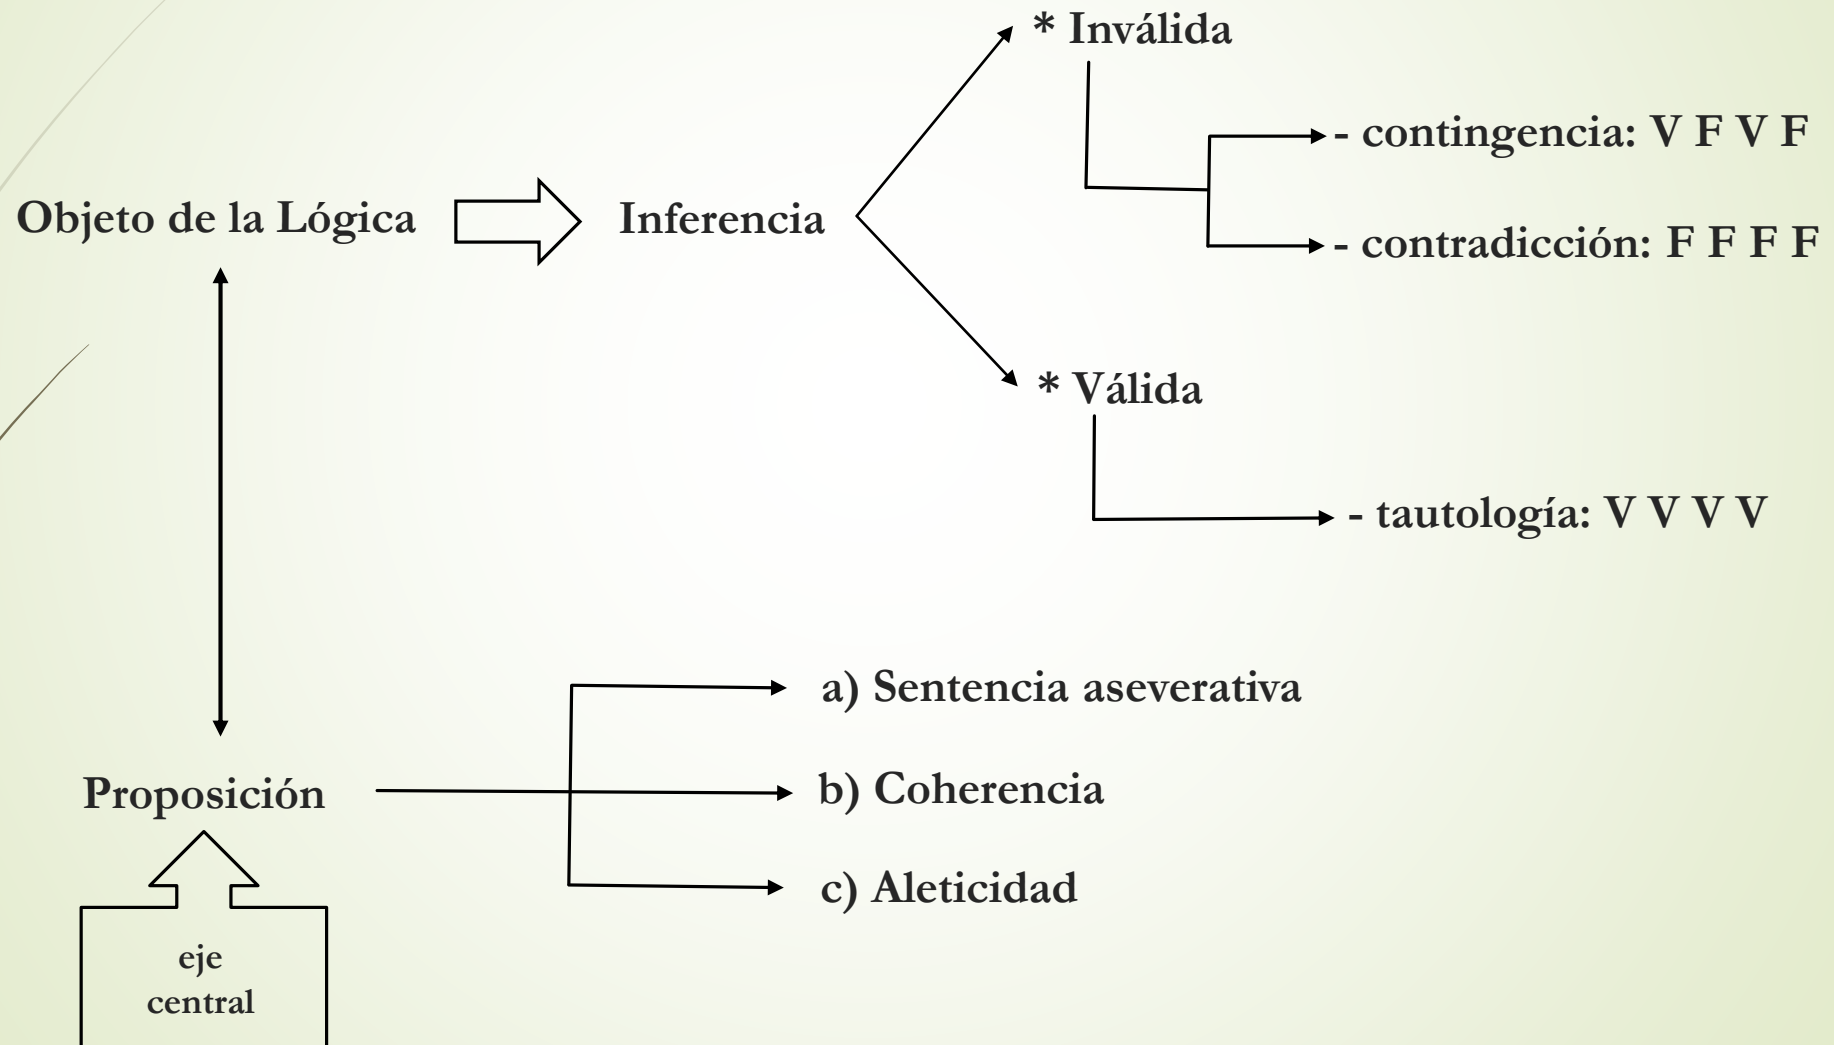 * Inválida
- contingencia: V F V F
Objeto de la Lógica
Inferencia
- contradicción: F F F F
* Válida
- tautología: V V V V
a) Sentencia aseverativa
Proposición
b) Coherencia
c) Aleticidad
eje
central